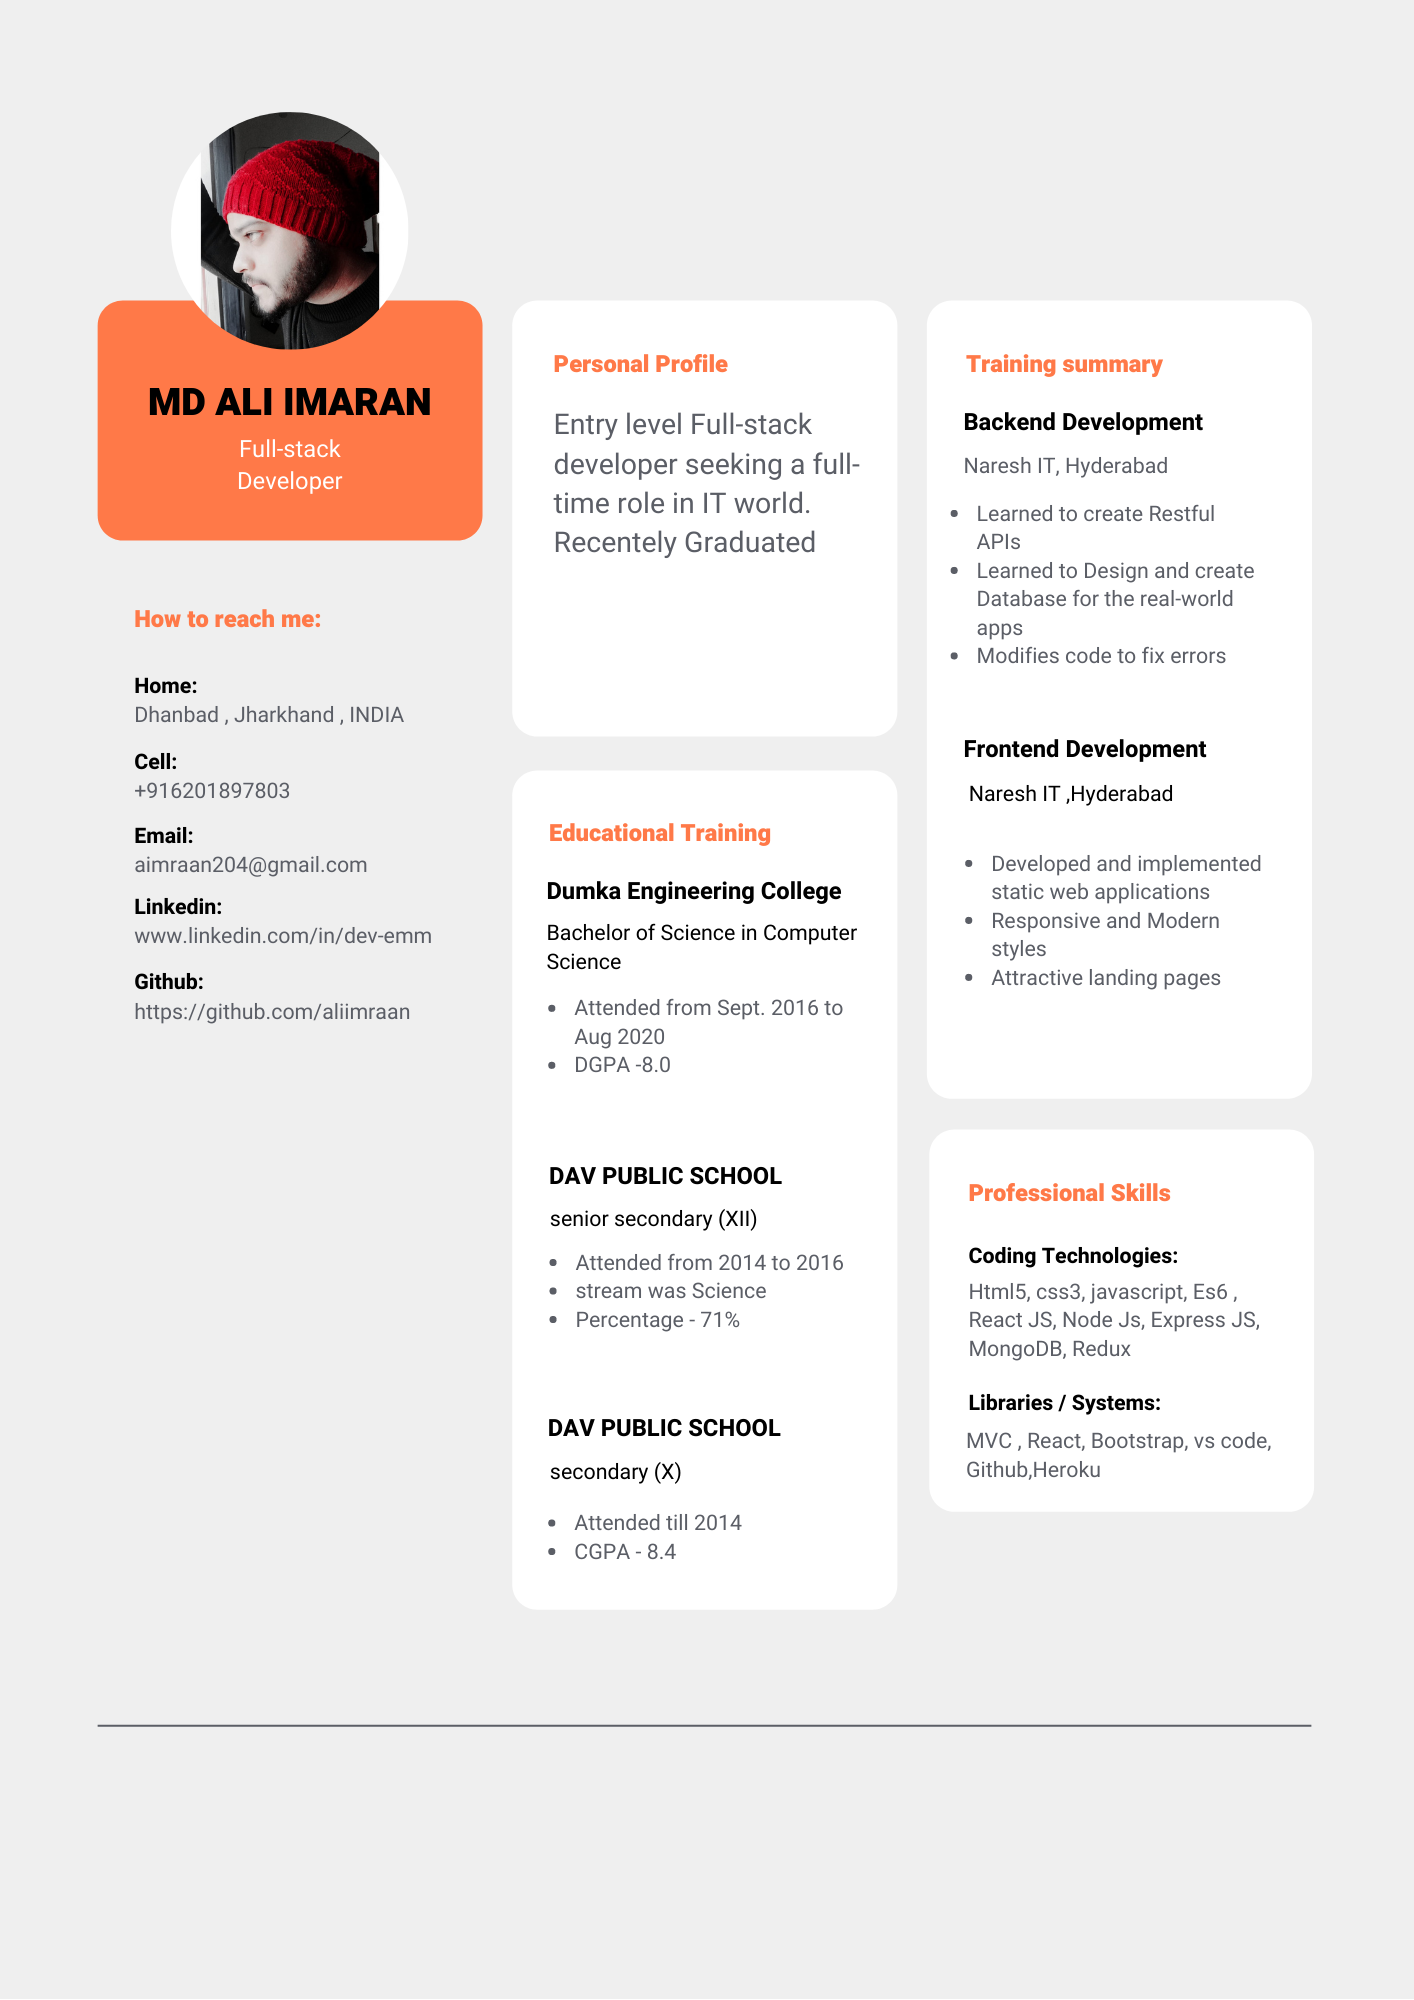 MD ALI IMARAN
Full-stack
Developer
How to reach me:
Home:
Dhanbad , Jharkhand , INDIA
Cell:
+916201897803
Email:
aimraan204@gmail.com
Linkedin:
www.linkedin.com/in/dev-emm
Github:
https://github.com/aliimraan
Personal Profile
Entry level Full-stack
developer seeking a full-
time role in IT world.
Recentely Graduated
Educational Training
Dumka Engineering College
Bachelor of Science in Computer
Science
• Attended from Sept. 2016 to
Aug 2020
• DGPA -8.0
DAV PUBLIC SCHOOL
senior secondary (XII)
• Attended from 2014 to 2016
• stream was Science
• Percentage - 71%
DAV PUBLIC SCHOOL
secondary (X)
• Attended till 2014
• CGPA - 8.4
Training summary
Backend Development
Naresh IT, Hyderabad
• Learned to create Restful
APIs
• Learned to Design and create
Database for the real-world
apps
• Modifies code to fix errors
Frontend Development
Naresh IT ,Hyderabad
• Developed and implemented
static web applications
• Responsive and Modern
styles
• Attractive landing pages
Professional Skills
Coding Technologies:
Html5, css3, javascript, Es6 ,
React JS, Node Js, Express JS,
MongoDB, Redux
Libraries / Systems:
MVC , React, Bootstrap, vs code,
Github,Heroku